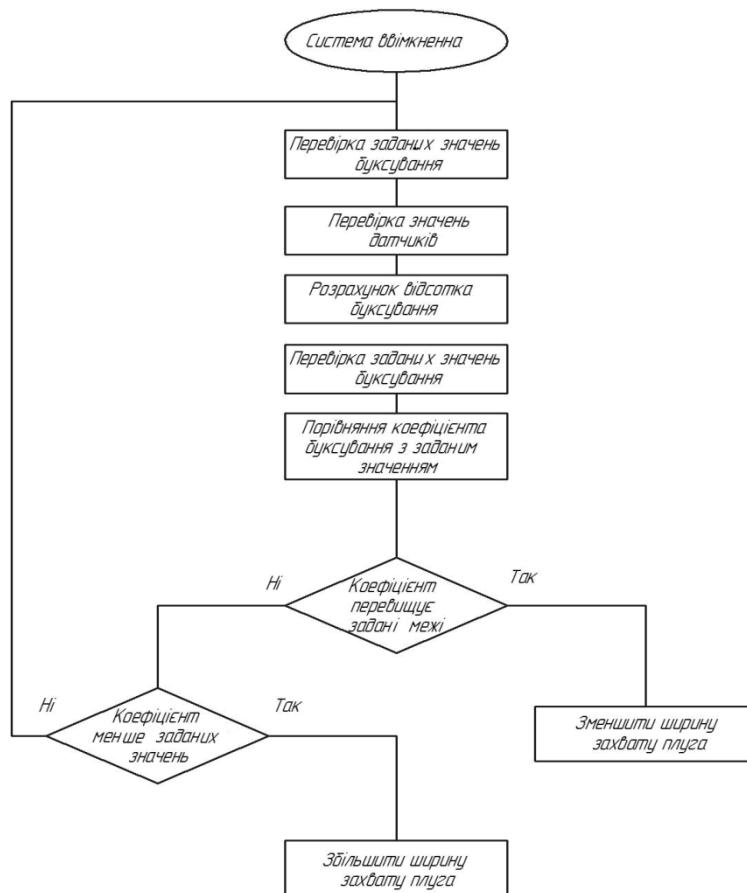 Система ввімкненна
Перевірка заданих значень
буксування
Перевірка значень
датчиків
Розрахунок відсотка
буксування
Перевірка заданих значень
буксування
Порівняння коефіцієнта
буксування з заданим
значенням
Ні
Коефіцієнт
перевищує
задані межі
Так
Ні
Коефіцієнт
менше заданих
значень
Так
Зменшити ширину
захвату плуга
Збільшити ширину
захвату плуга